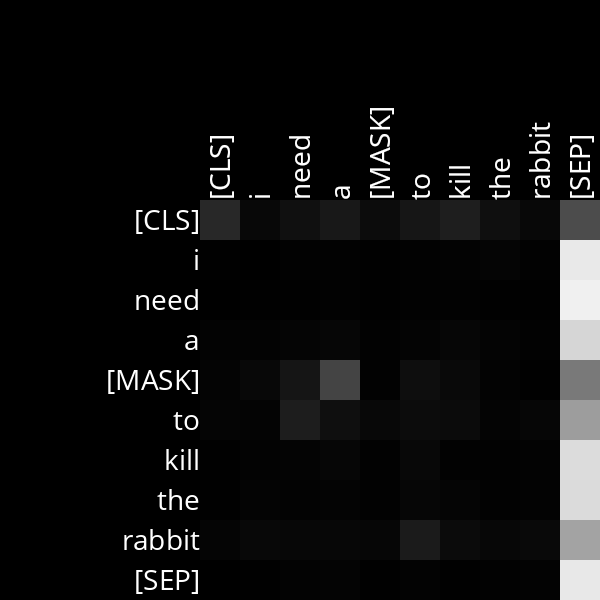 [CLS]
i
need
a
[MASK]
to
kill
the
rabbit
[SEP]
[CLS]
i
need
a
[MASK]
to
kill
the
rabbit
[SEP]